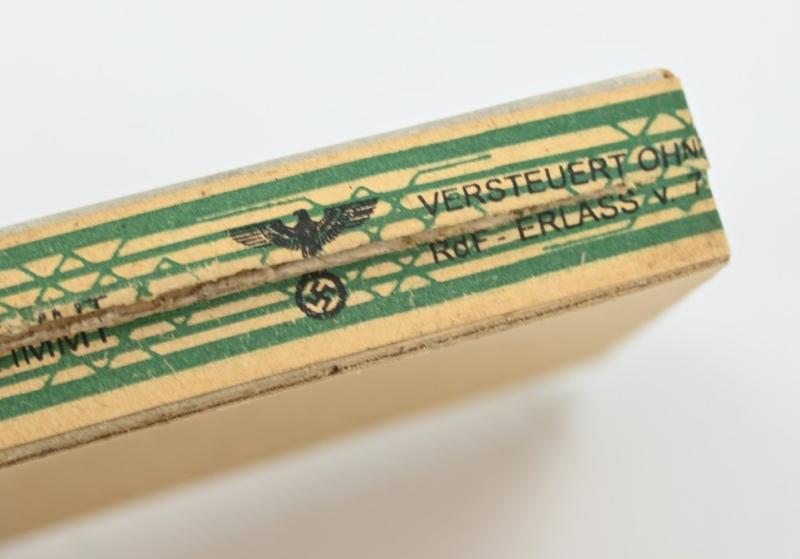 VERSTEUERT OHN
RdF - ERLASS v. 7